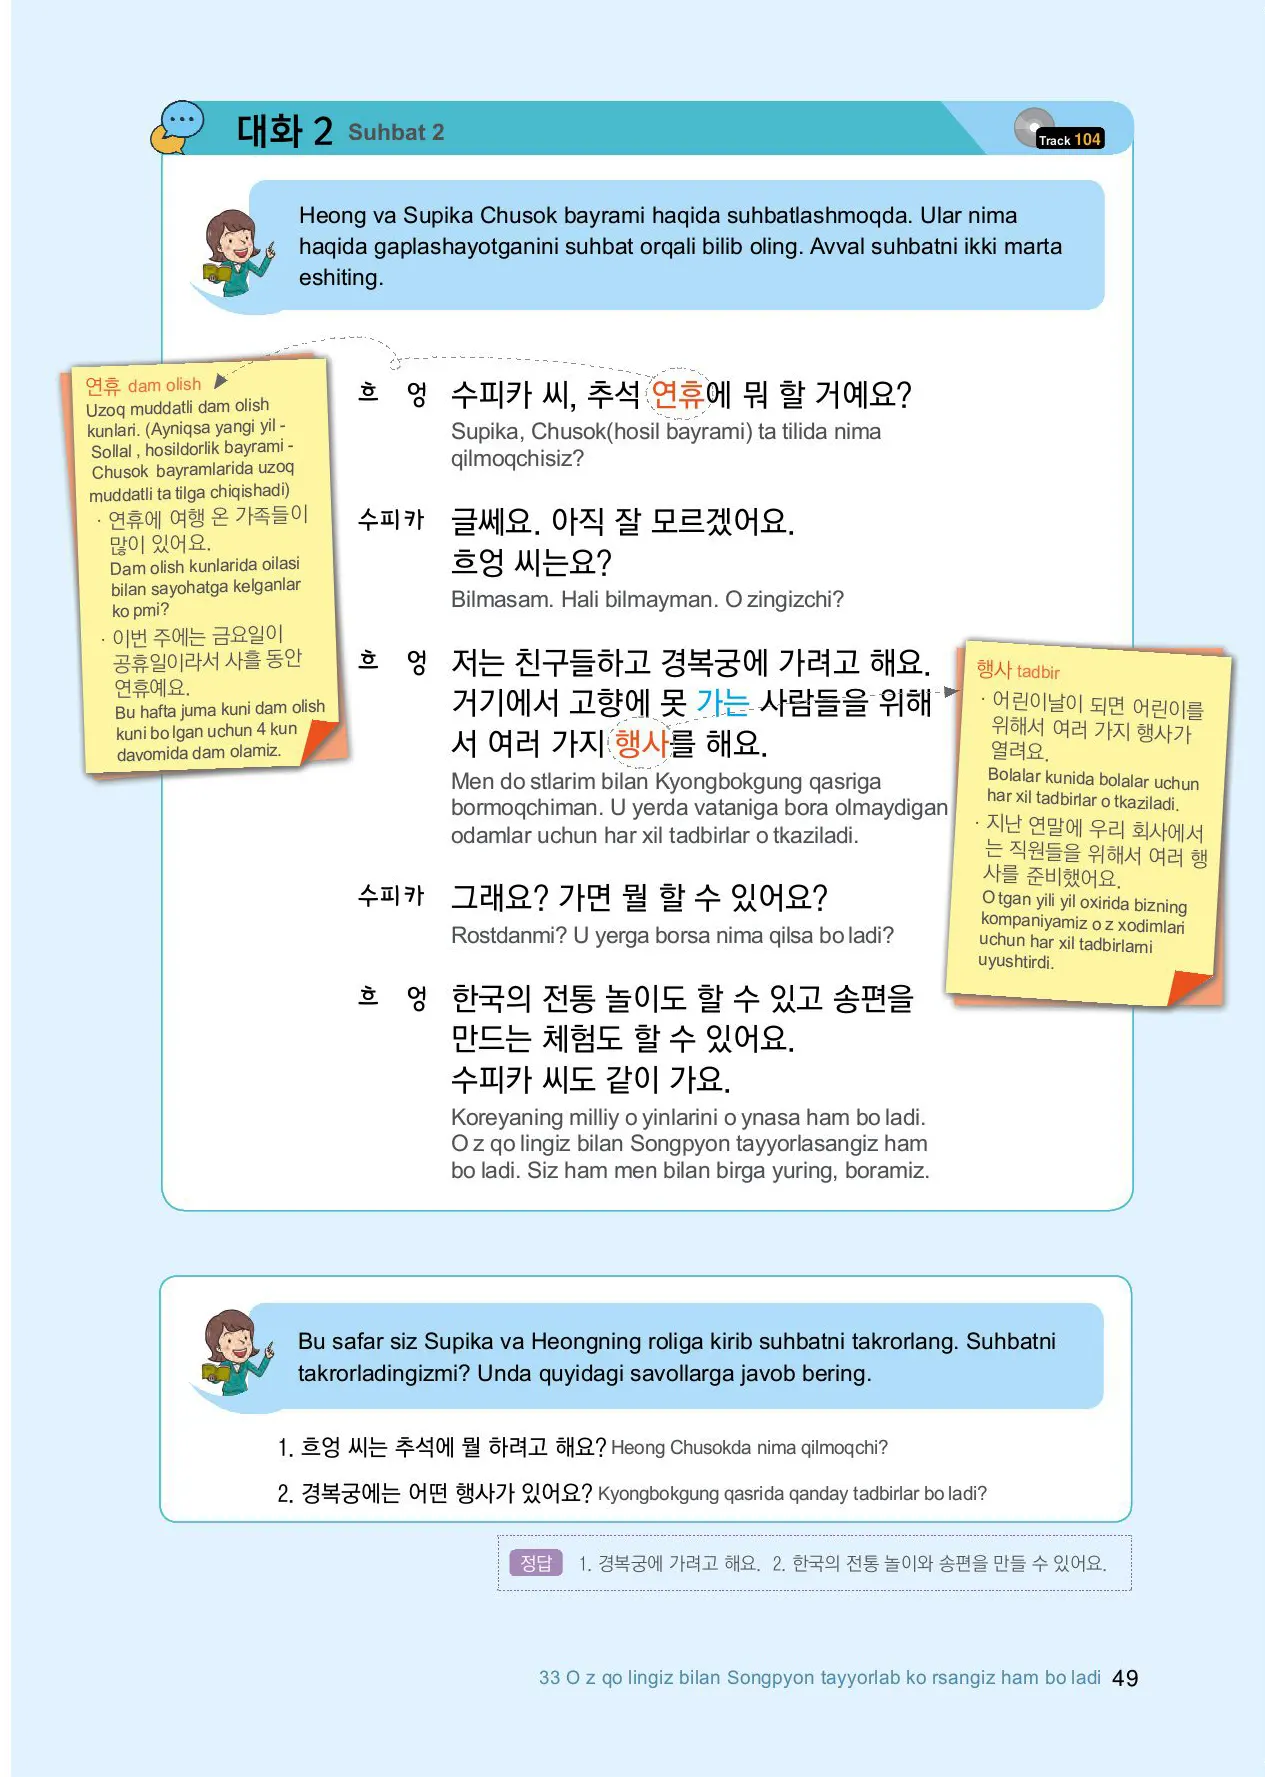 대화 2 Suhbat 2
Track 104
Heong va Supika Chusok bayrami haqida suhbatlashmoqda. Ular nima
haqida gaplashayotganini suhbat orqali bilib oling. Avval suhbatni ikki marta
eshiting.
연휴 dam olish
Uzoq muddatli dam olish
kunlari. (Ayniqsa yangi yil -
Sollal , hosildorlik bayrami -
Chusok bayramlarida uzoq
muddatli ta tilga chiqishadi)
· 연휴에 여행 온 가족들이
많이 있어요.
Dam olish kunlarida oilasi
bilan sayohatga kelganlar
ko pmi?
· 이번 주에는 금요일이
공휴일이라서 사흘 동안
연휴예요.
Bu hafta juma kuni dam olish
kuni bo lgan uchun 4 kun
davomida dam olamiz.
흐 엉 수피카 씨, 추석 연휴에 뭐 할 거예요?
Supika, Chusok(hosil bayrami) ta tilida nima
qilmoqchisiz?
수피카 글쎄요. 아직 잘 모르겠어요.
흐엉 씨는요?
Bilmasam. Hali bilmayman. O zingizchi?
흐 엉 저는 친구들하고 경복궁에 가려고 해요.
거기에서 고향에 못 가는 사람들을 위해
서 여러 가지 행사를 해요.
Men do stlarim bilan Kyongbokgung qasriga
bormoqchiman. U yerda vataniga bora olmaydigan
odamlar uchun har xil tadbirlar o tkaziladi.
수피카 그래요? 가면 뭘 할 수 있어요?
Rostdanmi? U yerga borsa nima qilsa bo ladi?
흐 엉 한국의 전통 놀이도 할 수 있고 송편을
만드는 체험도 할 수 있어요.
수피카 씨도 같이 가요.
Koreyaning milliy o yinlarini o ynasa ham bo ladi.
O z qo lingiz bilan Songpyon tayyorlasangiz ham
bo ladi. Siz ham men bilan birga yuring, boramiz.
행사 tadbir
· 어린이날이 되면 어린이를
위해서 여러 가지 행사가
열려요.
Bolalar kunida bolalar uchun
har xil tadbirlar o tkaziladi.
· 지난 연말에 우리 회사에서
는 직원들을 위해서 여러 행
사를 준비했어요.
O tgan yili yil oxirida bizning
kompaniyamiz o z xodimlari
uchun har xil tadbirlarni
uyushtirdi.
Bu safar siz Supika va Heongning roliga kirib suhbatni takrorlang. Suhbatni
takrorladingizmi? Unda quyidagi savollarga javob bering.
1. 흐엉 씨는 추석에 뭘 하려고 해요? Heong Chusokda nima qilmoqchi?
2. 경복궁에는 어떤 행사가 있어요? Kyongbokgung qasrida qanday tadbirlar bo ladi?
정답 1. 경복궁에 가려고 해요. 2. 한국의 전통 놀이와 송편을 만들 수 있어요.
33 O z qo lingiz bilan Songpyon tayyorlab ko rsangiz ham bo ladi 49